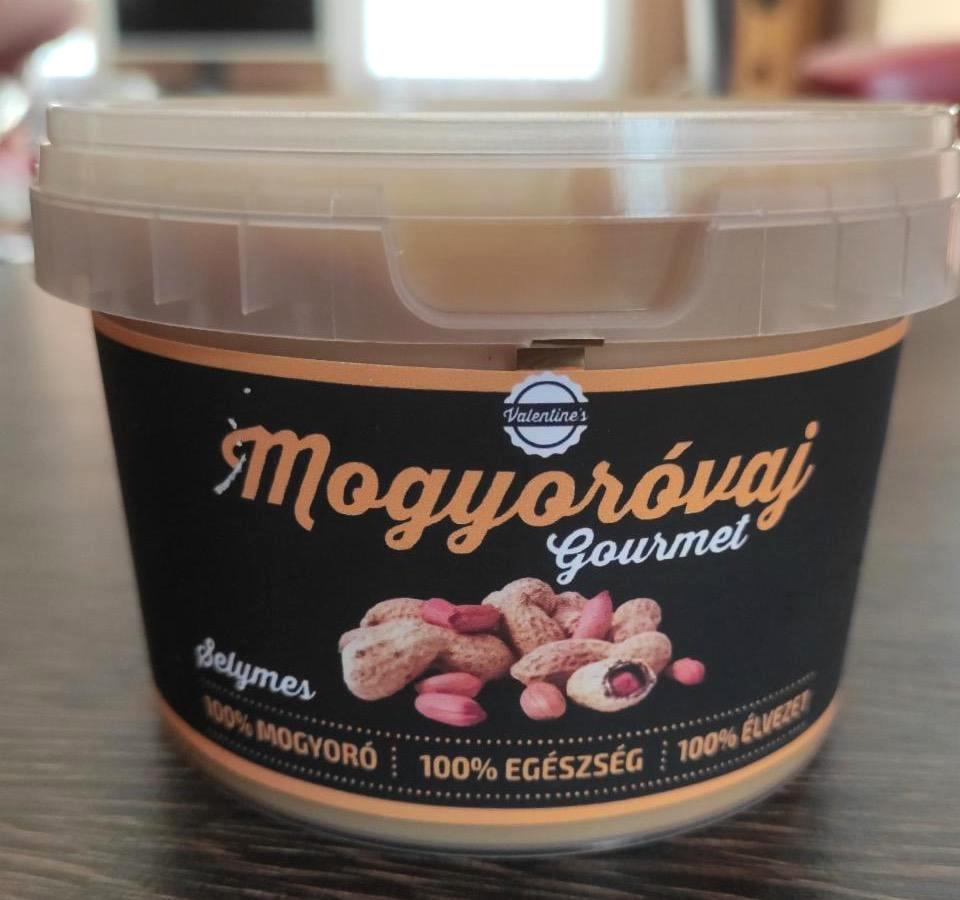 Valentine's
Mogyoróvaj
Gourmet
Selymes
100% MOGYORÓ 100% EGÉSZSÉG 100% ÉLVEZET